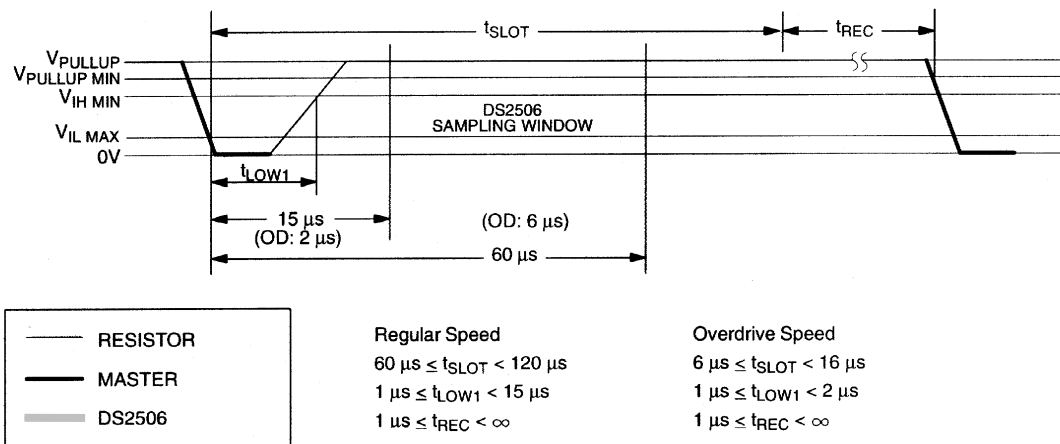 tSLOT
tREC
VPULLUP
VPULLUP MIN
VIH MIN
DS2506
SAMPLING WINDOW
VIL MAX
0V
tLOW1
15 µs
(OD: 2 µs)
(OD: 6 µs)
60 µs
RESISTOR
MASTER
DS2506
Regular Speed
60 µs ≤ tSLOT < 120 µs
1 µs ≤ tLOW1 < 15 µs
1 µs ≤ tREC < ∞
Overdrive Speed
6 µs ≤ tSLOT < 16 µs
1 µs ≤ tLOW1 < 2 µs
1 µs ≤ tREC < ∞